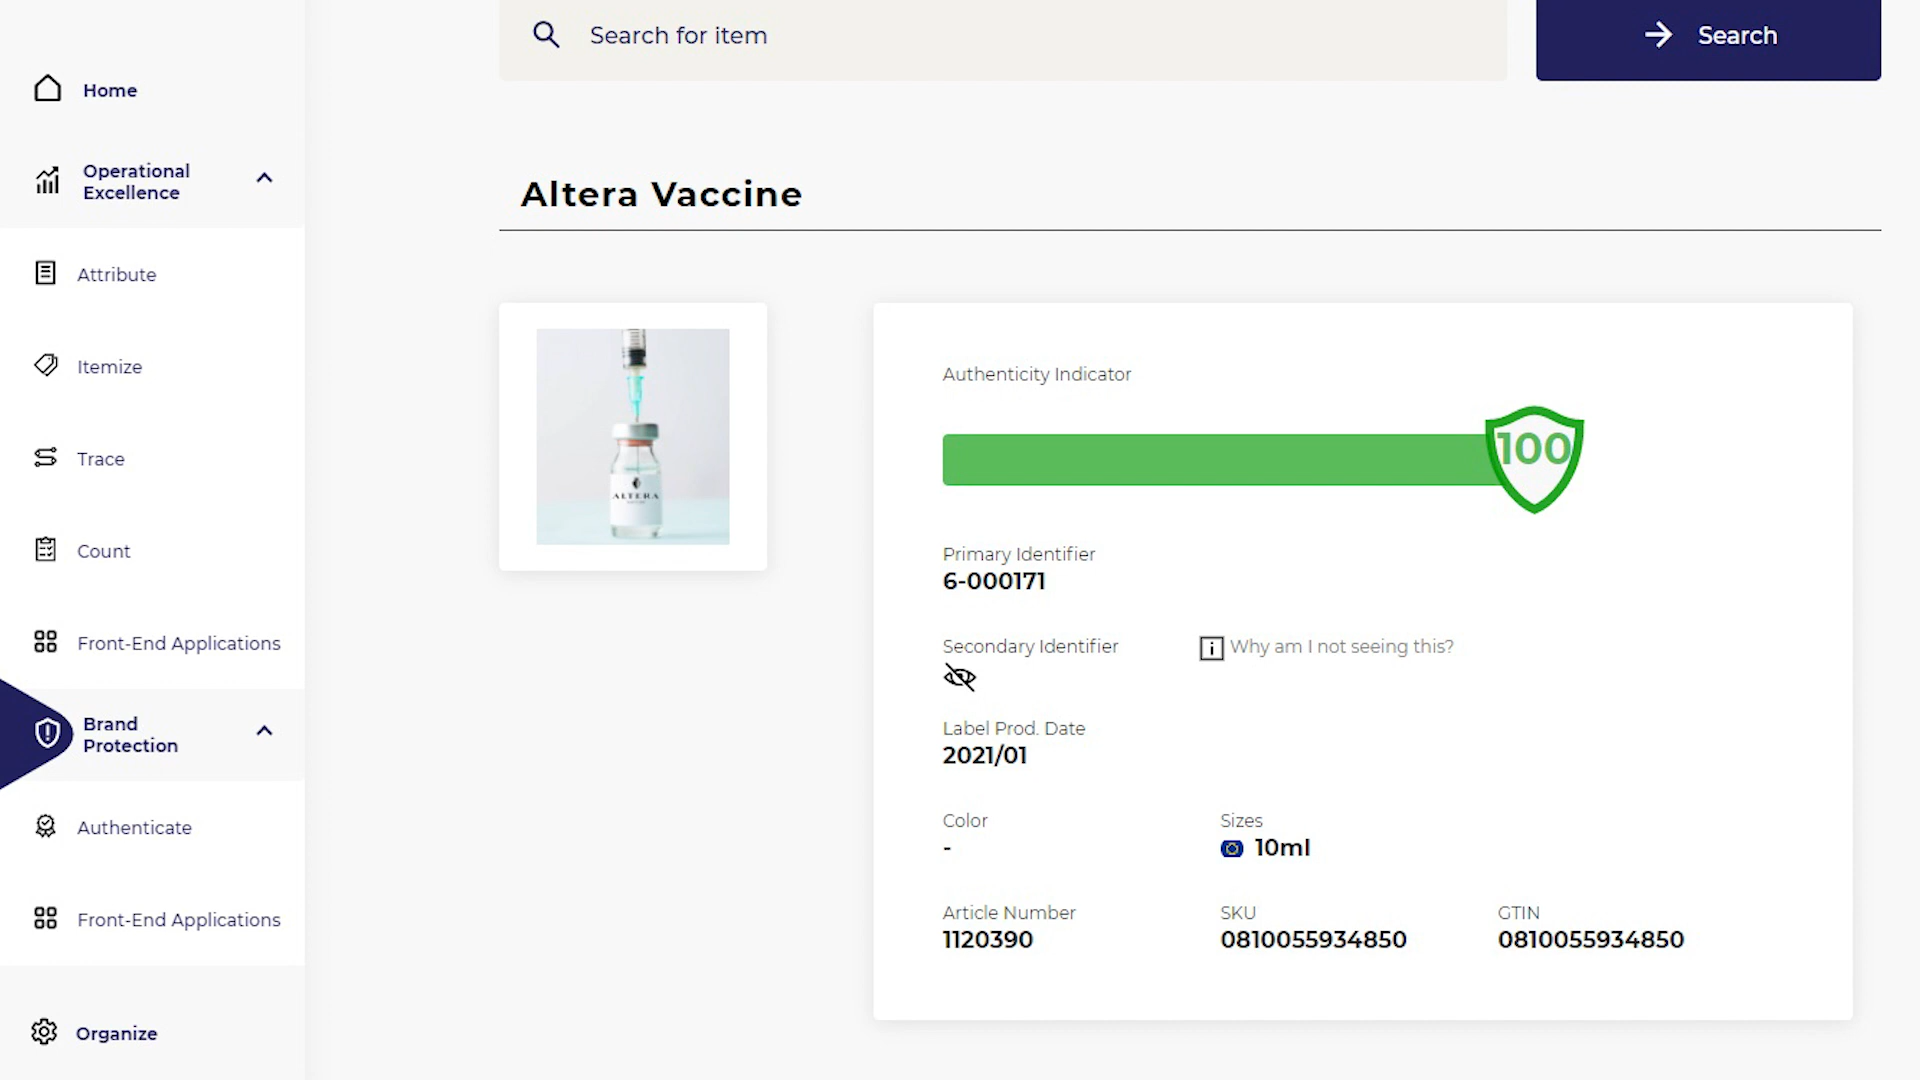 Search for item
Search
Home
Operational
Excellence
Attribute
Itemize
Trace
Count
Front-End Applications
Brand
Protection
Authenticate
Front-End Applications
Organize
Altera Vaccine
ALTERA
Authenticity Indicator
100
Primary Identifier
6-000171
Secondary Identifier
Why am I not seeing this?
Label Prod. Date
2021/01
Color
-
Sizes
10ml
Article Number
1120390
SKU
0810055934850
GTIN
0810055934850